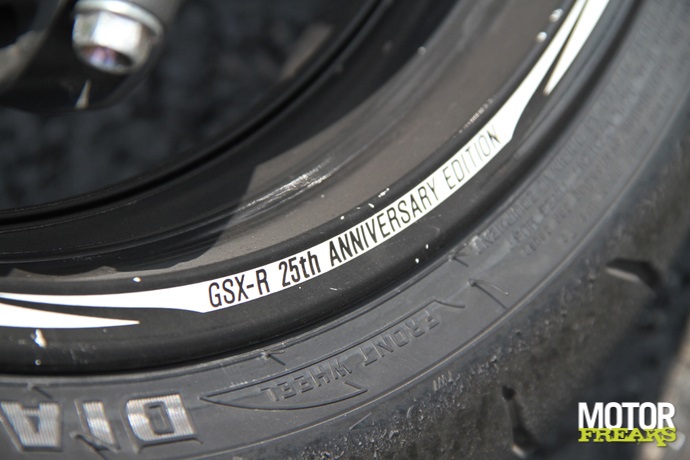 GSX-R 25th ANNIVERSARY EDITION
FRONT WHEEL
DIA
MOTOR
FREAKS